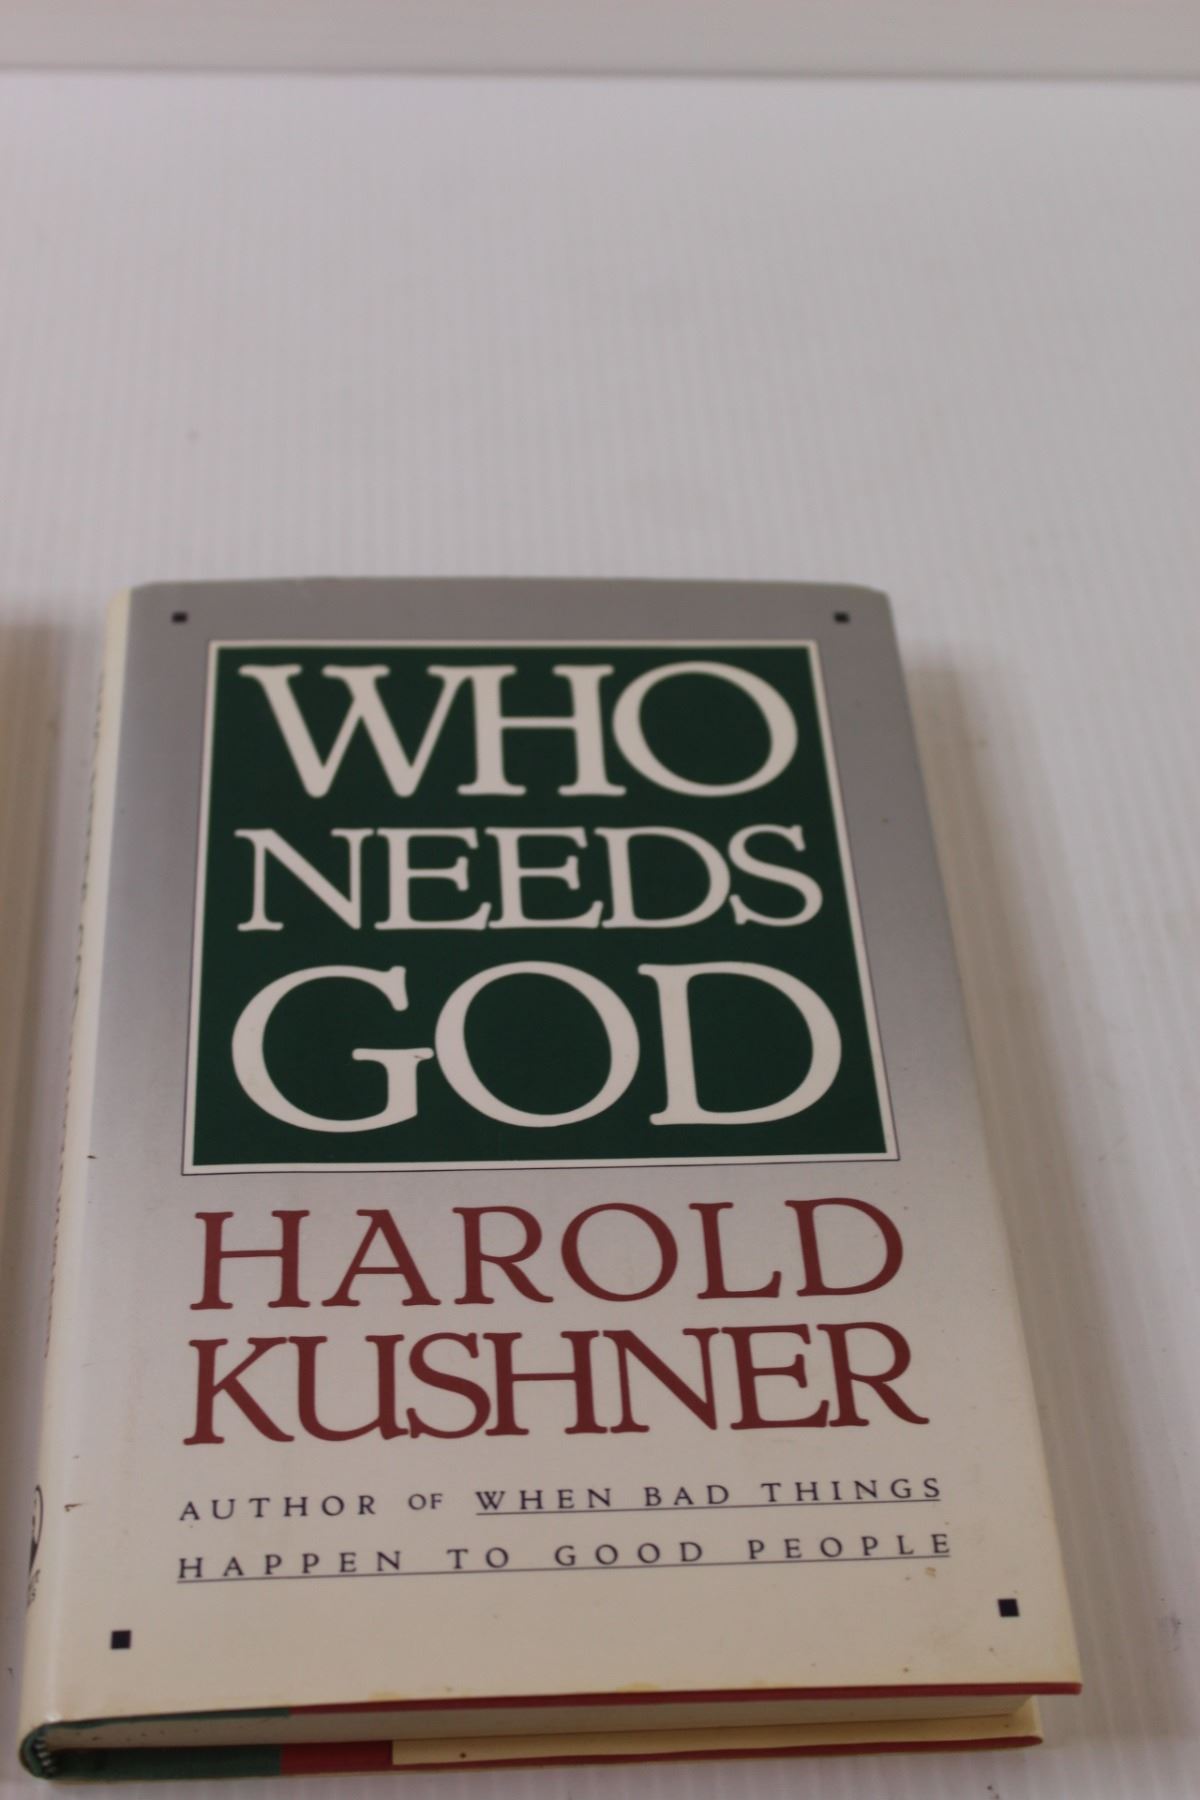 WHO
NEEDS
GOD
HAROLD
KUSHNER
AUTHOR OF WHEN BAD THINGS
HAPPEN TO GOOD PEOPLE